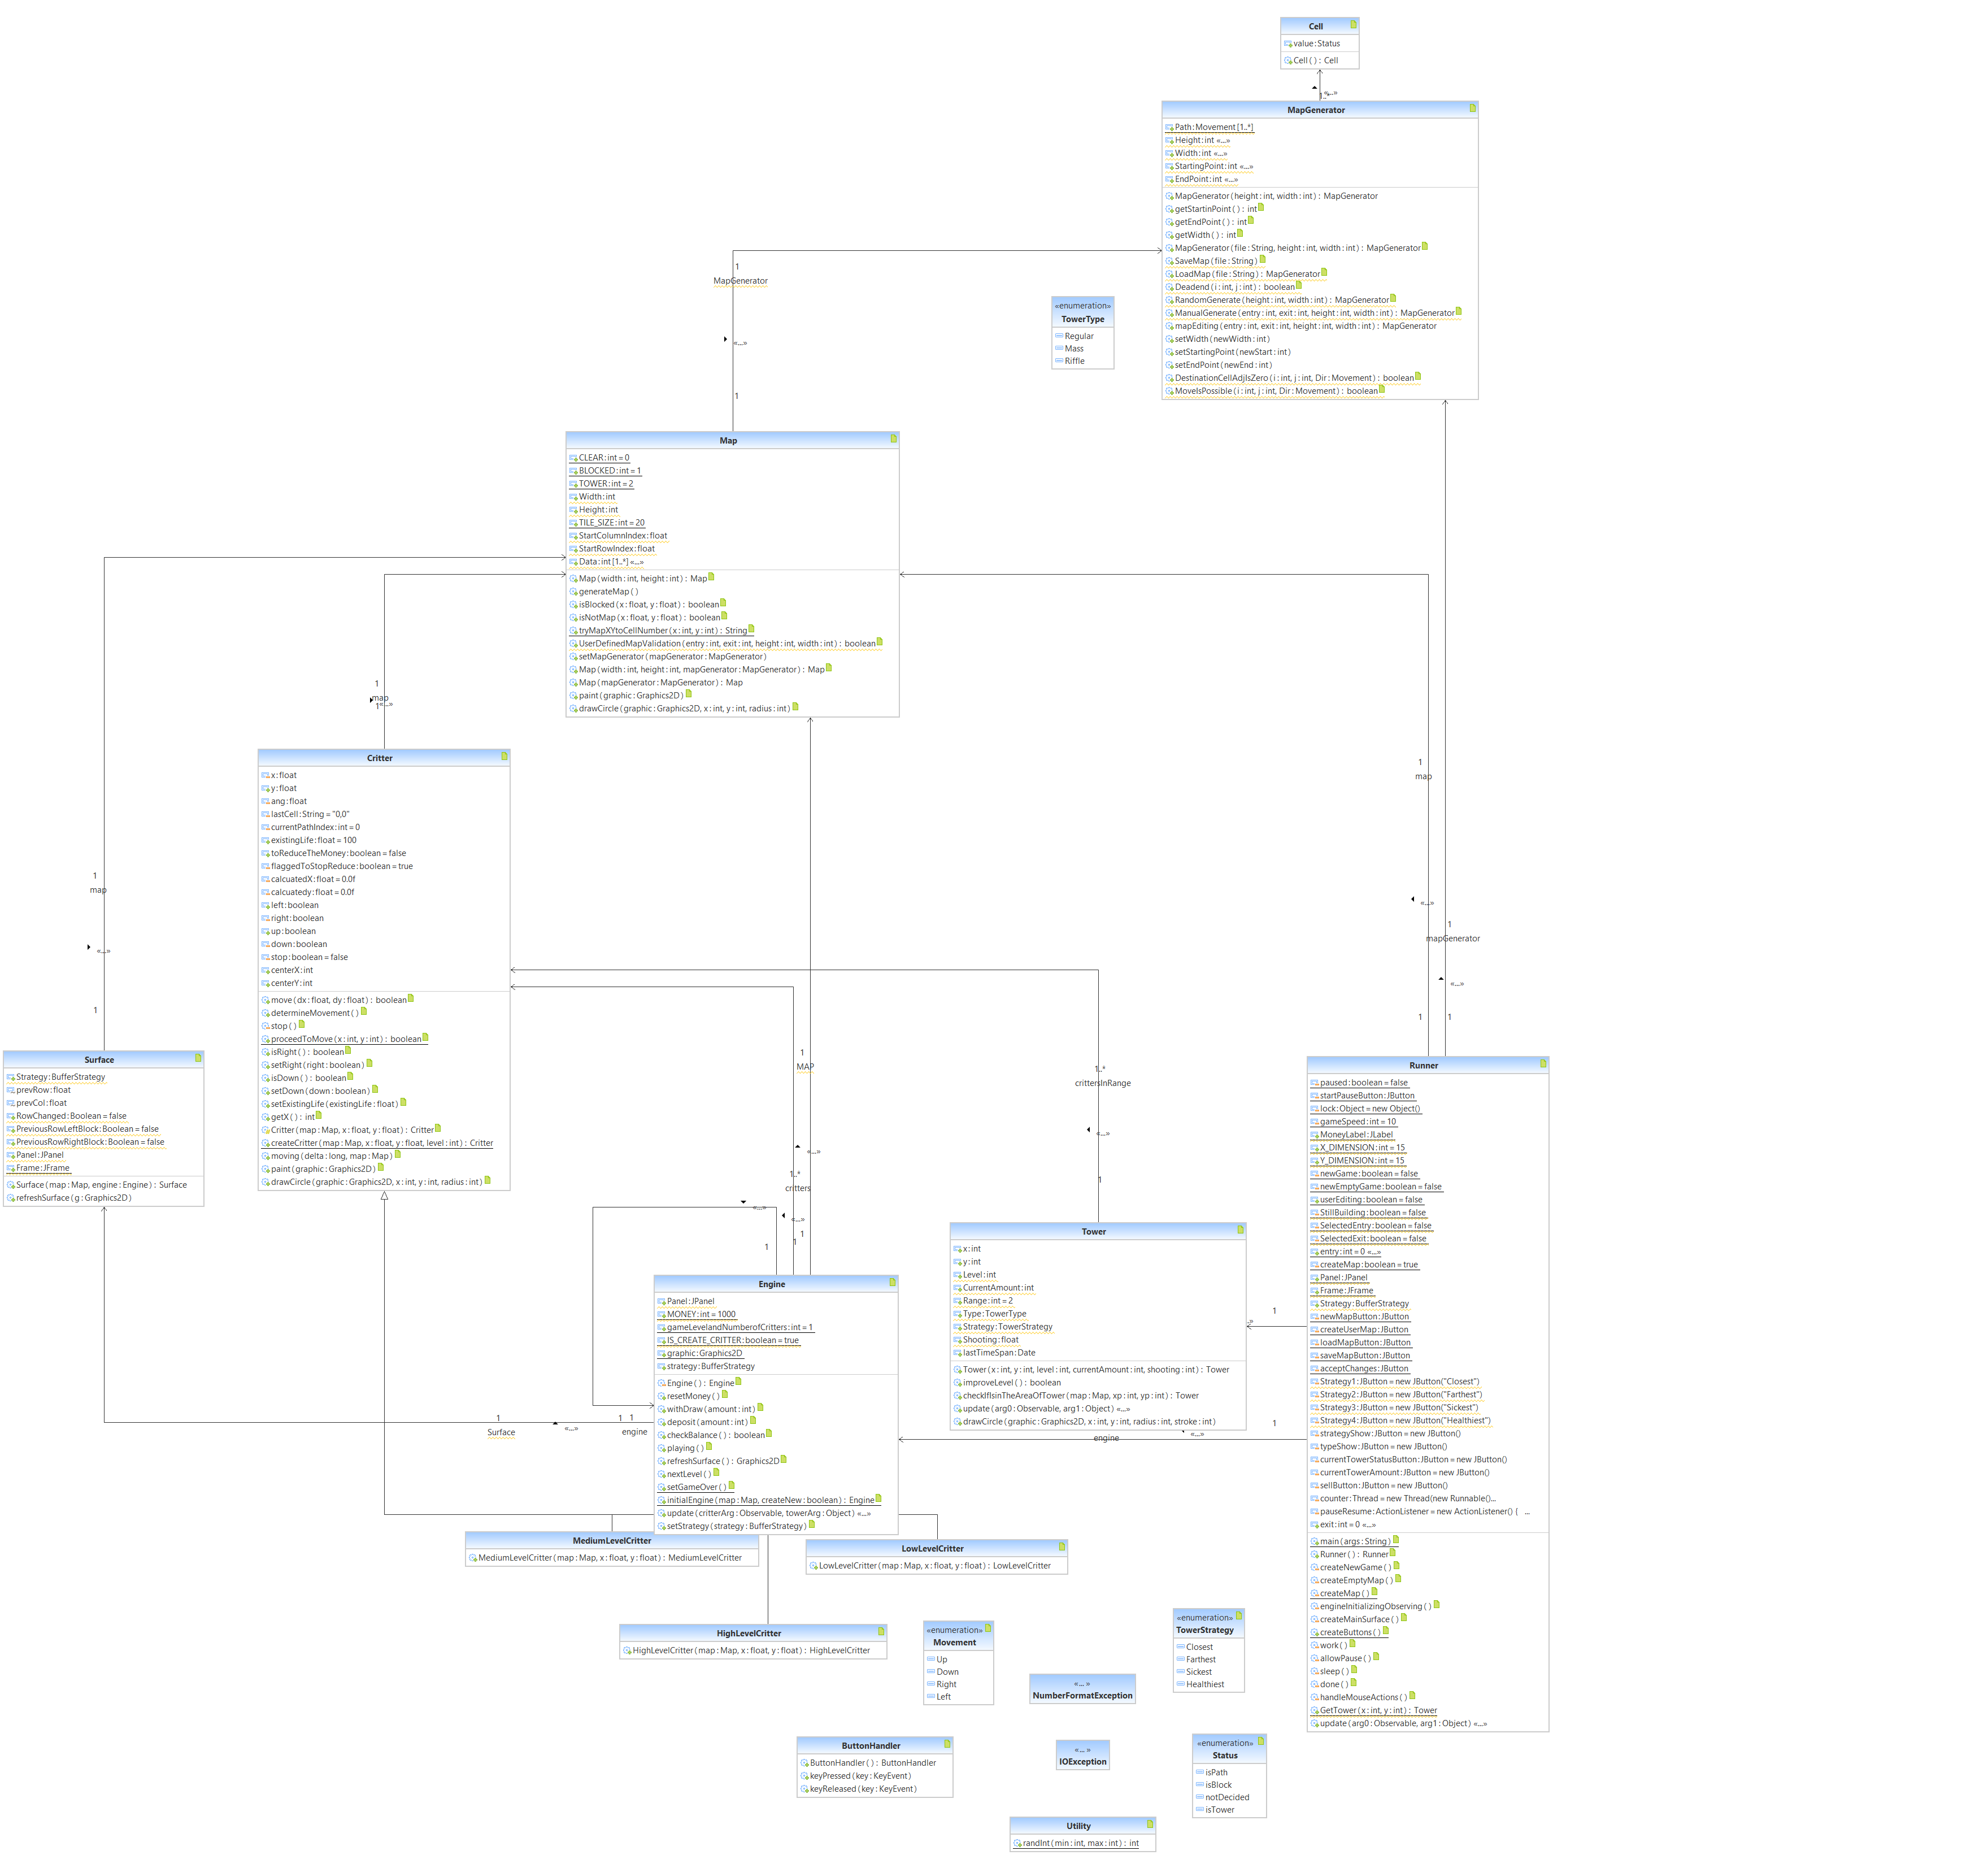 Cell
value:Status
Cell(): Cell
1..*
«...»
MapGenerator
Path:Movement[1..*]
Height:int «...»
Width:int «...»
StartingPoint:int «...»
EndPoint:int «...»
MapGenerator(height:int, width:int): MapGenerator
getStartinPoint(): int
getEndPoint(): int
getWidth(): int
MapGenerator(file:String, height:int, width:int): MapGenerator
SaveMap(file:String)
LoadMap(file:String): MapGenerator
Deadend(i:int, j:int): boolean
RandomGenerate(height:int, width:int): MapGenerator
ManualGenerate(entry:int, exit:int, height:int, width:int): MapGenerator
mapEditing(entry:int, exit:int, height:int, width:int): MapGenerator
setWidth(newWidth:int)
setStartingPoint(newStart:int)
setEndPoint(newEnd:int)
DestinationCellAdjIsZero(i:int, j:int, Dir:Movement): boolean
MoveIsPossible(i:int, j:int, Dir:Movement): boolean
1
MapGenerator
«...»
1
«enumeration»
TowerType
Regular
Mass
Riffle
Map
CLEAR:int = 0
BLOCKED:int = 1
TOWER:int = 2
Width:int
Height:int
TILE_SIZE:int = 20
StartColumnIndex:float
StartRowIndex:float
Data:int[1..*] «...»
Map(width:int, height:int): Map
generateMap()
isBlocked(x:float, y:float): boolean
isNotMap(x:float, y:float): boolean
tryMapXYtoCellNumber(x:int, y:int): String
UserDefinedMapValidation(entry:int, exit:int, height:int, width:int): boolean
setMapGenerator(mapGenerator:MapGenerator)
Map(width:int, height:int, mapGenerator:MapGenerator): Map
Map(mapGenerator:MapGenerator): Map
paint(graphic:Graphics2D)
drawCircle(graphic:Graphics2D, x:int, y:int, radius:int)
1
map
1
«...»
1
map
«...»
1
1
map
«...»
1
1
mapGenerator
«...»
1
Critter
x:float
y:float
ang:float
lastCell:String = "0,0"
currentPathIndex:int = 0
existingLife:float = 100
toReduceTheMoney:boolean = false
flaggedToStopReduce:boolean = true
calcuatedX:float = 0.0f
calcuatedy:float = 0.0f
left:boolean
right:boolean
up:boolean
down:boolean
stop:boolean = false
centerX:int
centerY:int
move(dx:float, dy:float): boolean
determineMovement()
stop()
proceedToMove(x:int, y:int): boolean
isRight(): boolean
setRight(right:boolean)
isDown(): boolean
setDown(down:boolean)
setExistingLife(existingLife:float)
getX(): int
Critter(map:Map, x:float, y:float): Critter
createCritter(map:Map, x:float, y:float, level:int): Critter
moving(delta:long, map:Map)
paint(graphic:Graphics2D)
drawCircle(graphic:Graphics2D, x:int, y:int, radius:int)
Surface
Strategy:BufferStrategy
prevRow:float
prevCol:float
RowChanged:Boolean = false
PreviousRowLeftBlock:Boolean = false
PreviousRowRightBlock:Boolean = false
Panel:JPanel
Frame:JFrame
Surface(map:Map, engine:Engine): Surface
refreshSurface(g:Graphics2D)
1
MAP
«...»
1
1..*
critters
«...»
1
«...»
1
1..*
crittersInRange
«...»
1
Engine
Panel:JPanel
MONEY:int = 1000
gameLevelandNumberofCritters:int = 1
IS_CREATE_CRITTER:boolean = true
graphic:Graphics2D
strategy:BufferStrategy
Engine(): Engine
resetMoney()
withDraw(amount:int)
deposit(amount:int)
checkBalance(): boolean
playing()
refreshSurface(): Graphics2D
nextLevel()
setGameOver()
initialEngine(map:Map, createNew:boolean): Engine
update(critterArg:Observable, towerArg:Object) «...»
setStrategy(strategy:BufferStrategy)
1
Surface
«...»
1
1
engine
Tower
x:int
y:int
Level:int
CurrentAmount:int
Range:int = 2
Type:TowerType
Strategy:TowerStrategy
Shooting:float
lastTimeSpan:Date
Tower(x:int, y:int, level:int, currentAmount:int, shooting:int): Tower
improveLevel(): boolean
checkIfIsinTheAreaOfTower(map:Map, xp:int, yp:int): Tower
update(arg0:Observable, arg1:Object) «...»
drawCircle(graphic:Graphics2D, x:int, y:int, radius:int, stroke:int)
1
1
engine
«...»
Runner
paused:boolean = false
startPauseButton:JButton
lock:Object = new Object()
gameSpeed:int = 10
MoneyLabel:JLabel
X_DIMENSION:int = 15
Y_DIMENSION:int = 15
newGame:boolean = false
newEmptyGame:boolean = false
userEditing:boolean = false
StillBuilding:boolean = false
SelectedEntry:boolean = false
SelectedExit:boolean = false
entry:int = 0 «...»
createMap:boolean = true
Panel:JPanel
Frame:JFrame
Strategy:BufferStrategy
newMapButton:JButton
createUserMap:JButton
loadMapButton:JButton
saveMapButton:JButton
acceptChanges:JButton
Strategy1:JButton = new JButton("Closest")
Strategy2:JButton = new JButton("Farthest")
Strategy3:JButton = new JButton("Sickest")
Strategy4:JButton = new JButton("Healthiest")
strategyShow:JButton = new JButton()
typeShow:JButton = new JButton()
currentTowerStatusButton:JButton = new JButton()
currentTowerAmount:JButton = new JButton()
sellButton:JButton = new JButton()
counter:Thread = new Thread(new Runnable()...
pauseResume:ActionListener = new ActionListener() { ...
exit:int = 0 «...»
main(args:String)
Runner(): Runner
createNewGame()
createEmptyMap()
createMap()
engineInitializingObserving()
createMainSurface()
createButtons()
work()
allowPause()
sleep()
done()
handleMouseActions()
GetTower(x:int, y:int): Tower
update(arg0:Observable, arg1:Object) «...»
MediumLevelCritter
MediumLevelCritter(map:Map, x:float, y:float): MediumLevelCritter
LowLevelCritter
LowLevelCritter(map:Map, x:float, y:float): LowLevelCritter
HighLevelCritter
HighLevelCritter(map:Map, x:float, y:float): HighLevelCritter
«enumeration»
Movement
Up
Down
Right
Left
«enumeration»
TowerStrategy
Closest
Farthest
Sickest
Healthiest
«...»
NumberFormatException
ButtonHandler
ButtonHandler(): ButtonHandler
keyPressed(key:KeyEvent)
keyReleased(key:KeyEvent)
«...»
IOException
«enumeration»
Status
isPath
isBlock
notDecided
isTower
Utility
randInt(min:int, max:int): int